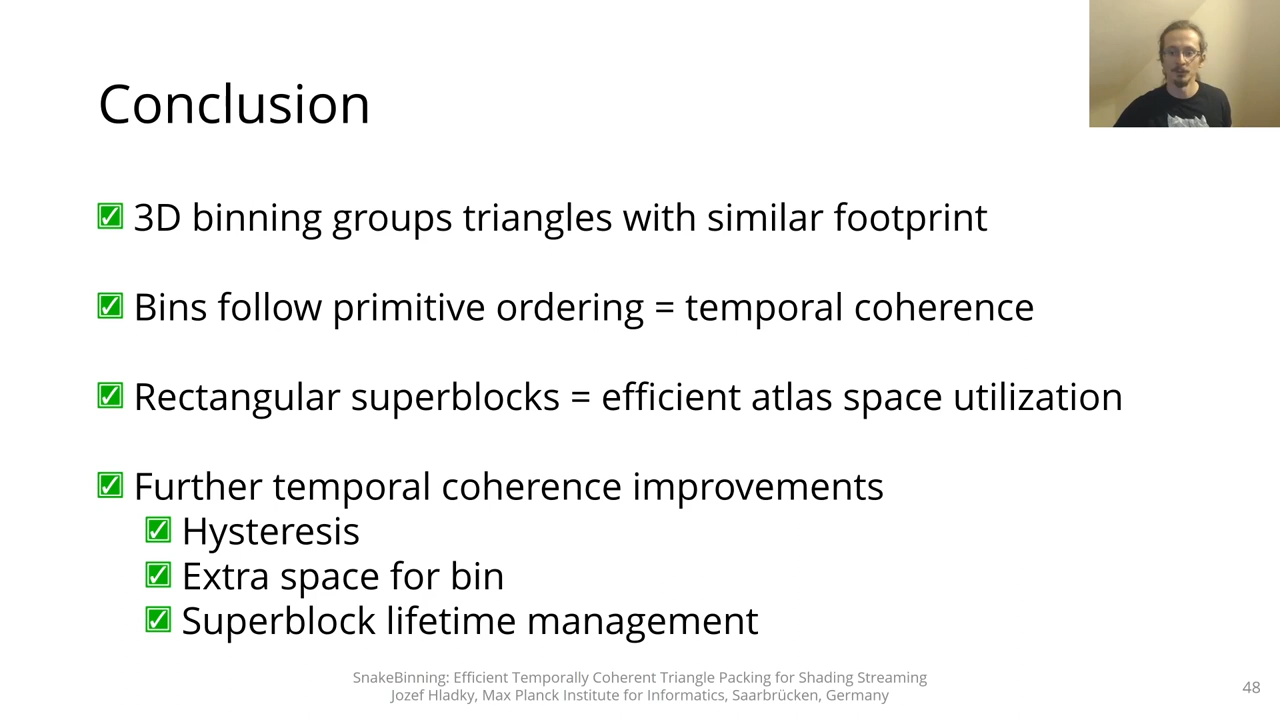 Conclusion
3D binning groups triangles with similar footprint
Bins follow primitive ordering = temporal coherence
Rectangular superblocks = efficient atlas space utilization
Further temporal coherence improvements
Hysteresis
Extra space for bin
Superblock lifetime management
SnakeBinning: Efficient Temporally Coherent Triangle Packing for Shading Streaming
Jozef Hladky, Max Planck Institute for Informatics, Saarbrücken, Germany
48